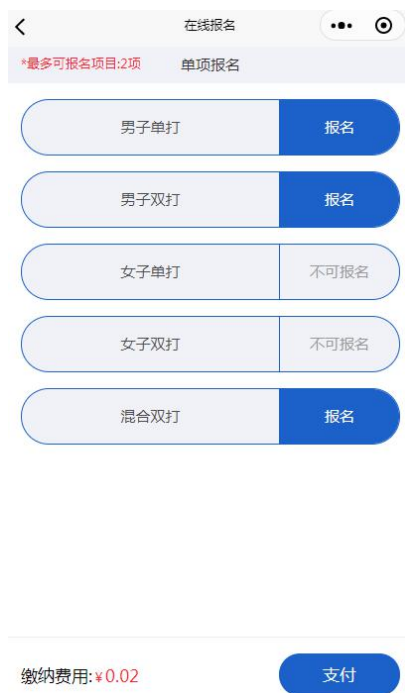 在线报名
*最多可报名项目:2项 单项报名
男子单打 报名
男子双打 报名
女子单打 不可报名
女子双打 不可报名
混合双打 报名
缴纳费用:¥0.02 支付